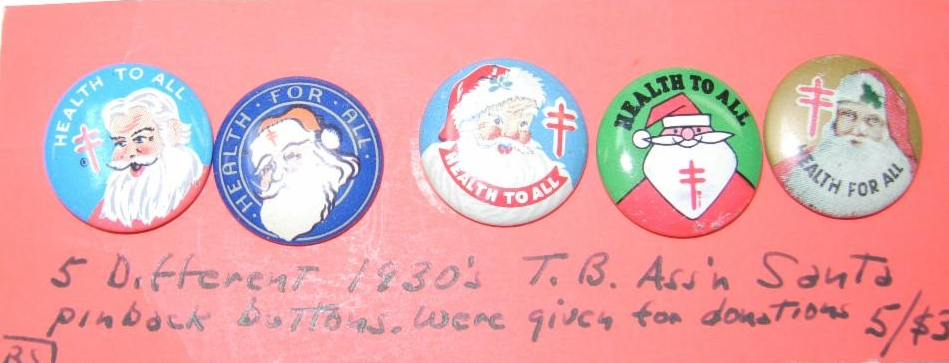 HEALTH TO ALL
HEALTH · FOR · ALL ·
HEALTH TO ALL
HEALTH TO ALL
HEALTH FOR ALL
5 Different 1930's T.B. Ass'n Santa
pinback buttons. Were given for donations 5/$